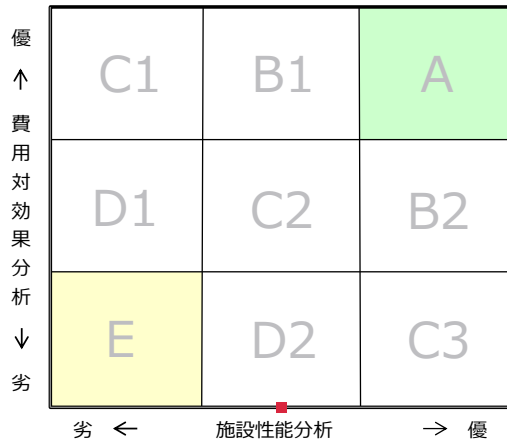 優 ↑ 費用対効果分析 ↓ 劣
C1 B1 A
D1 C2 B2
E D2 C3
劣 ← 施設性能分析 → 優